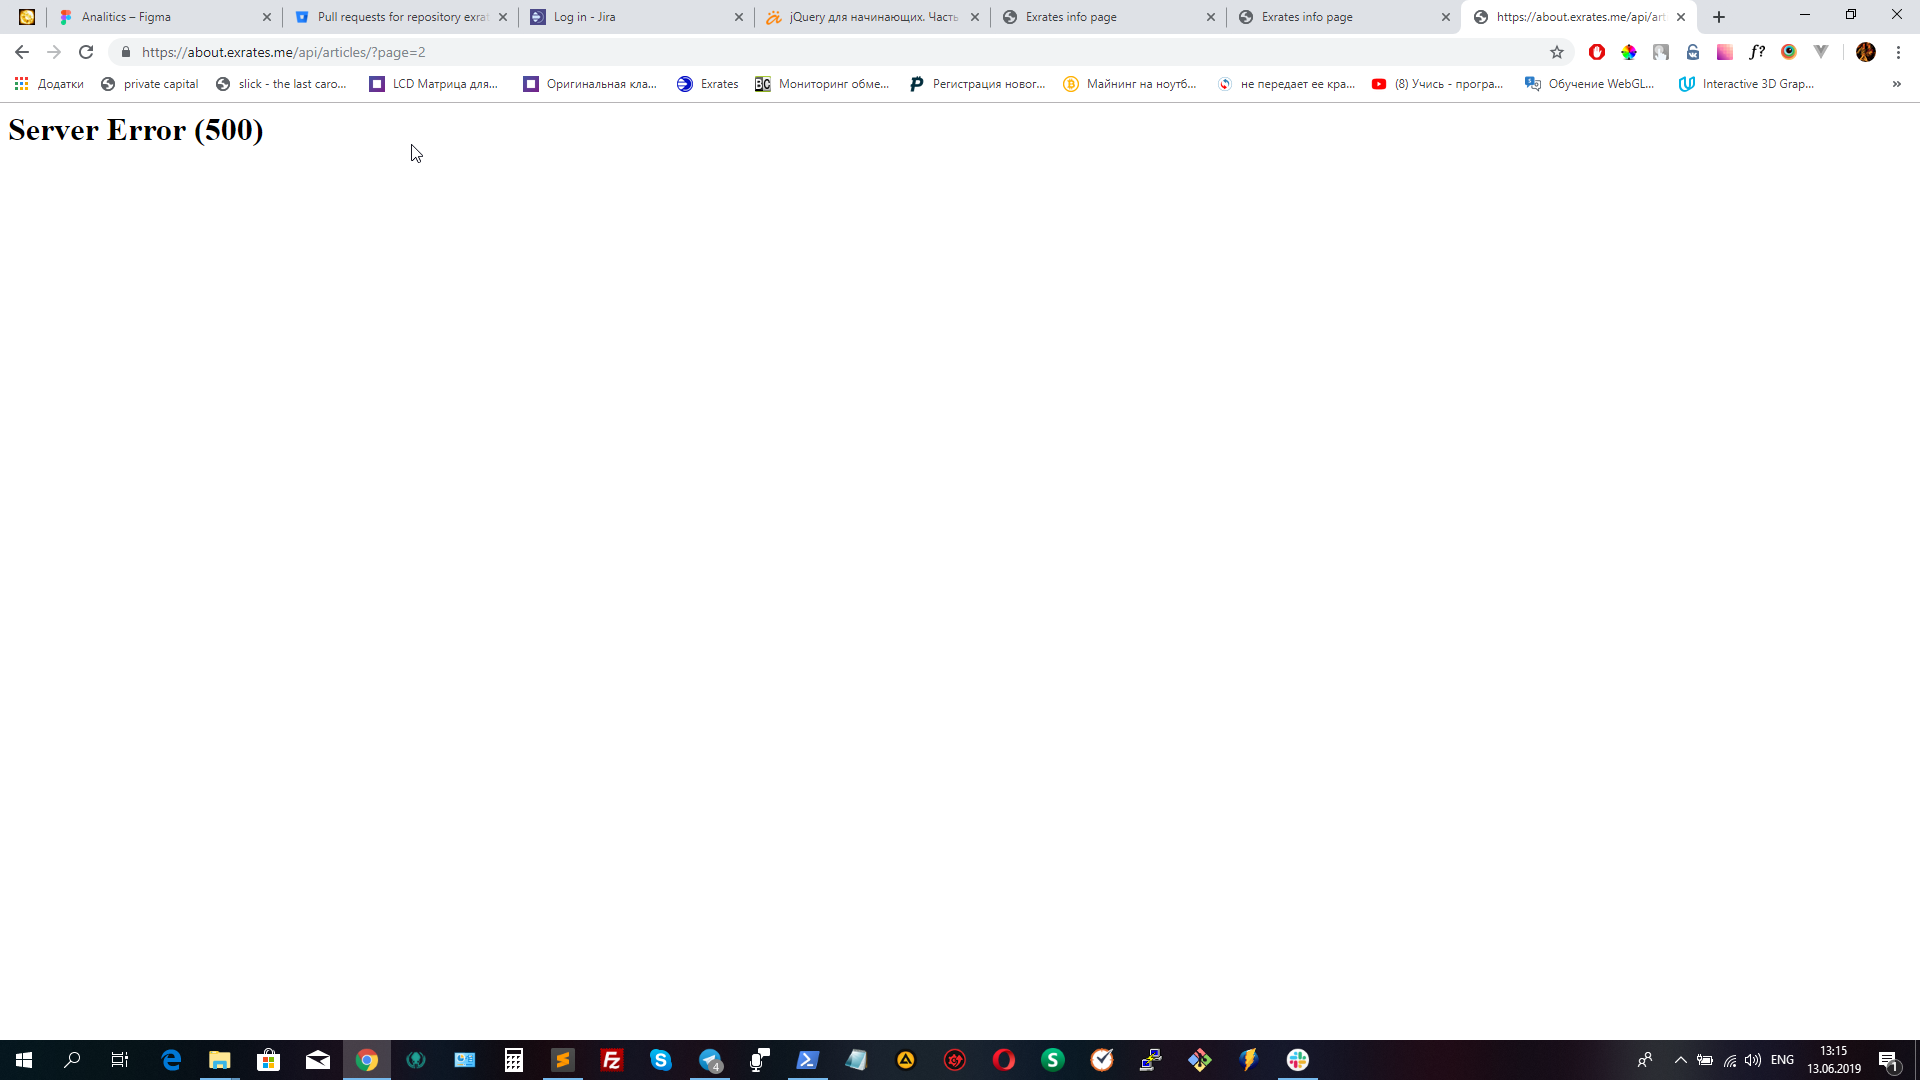 Analitics – Figma
Pull requests for repository exrat
Log in - Jira
jQuery для начинающих. Часть
Exrates info page
Exrates info page
https://about.exrates.me/api/art
https://about.exrates.me/api/articles/?page=2
f?
Додатки
private capital
slick - the last caro...
LCD Матрица для...
Оригинальная кла...
Exrates
BC
Мониторинг обме...
Регистрация новог...
Майнинг на ноутб...
не передает ее кра...
(8) Учись - програ...
Обучение WebGL...
Interactive 3D Grap...
»
Server Error (500)
4
ENG
13:15
13.06.2019
1